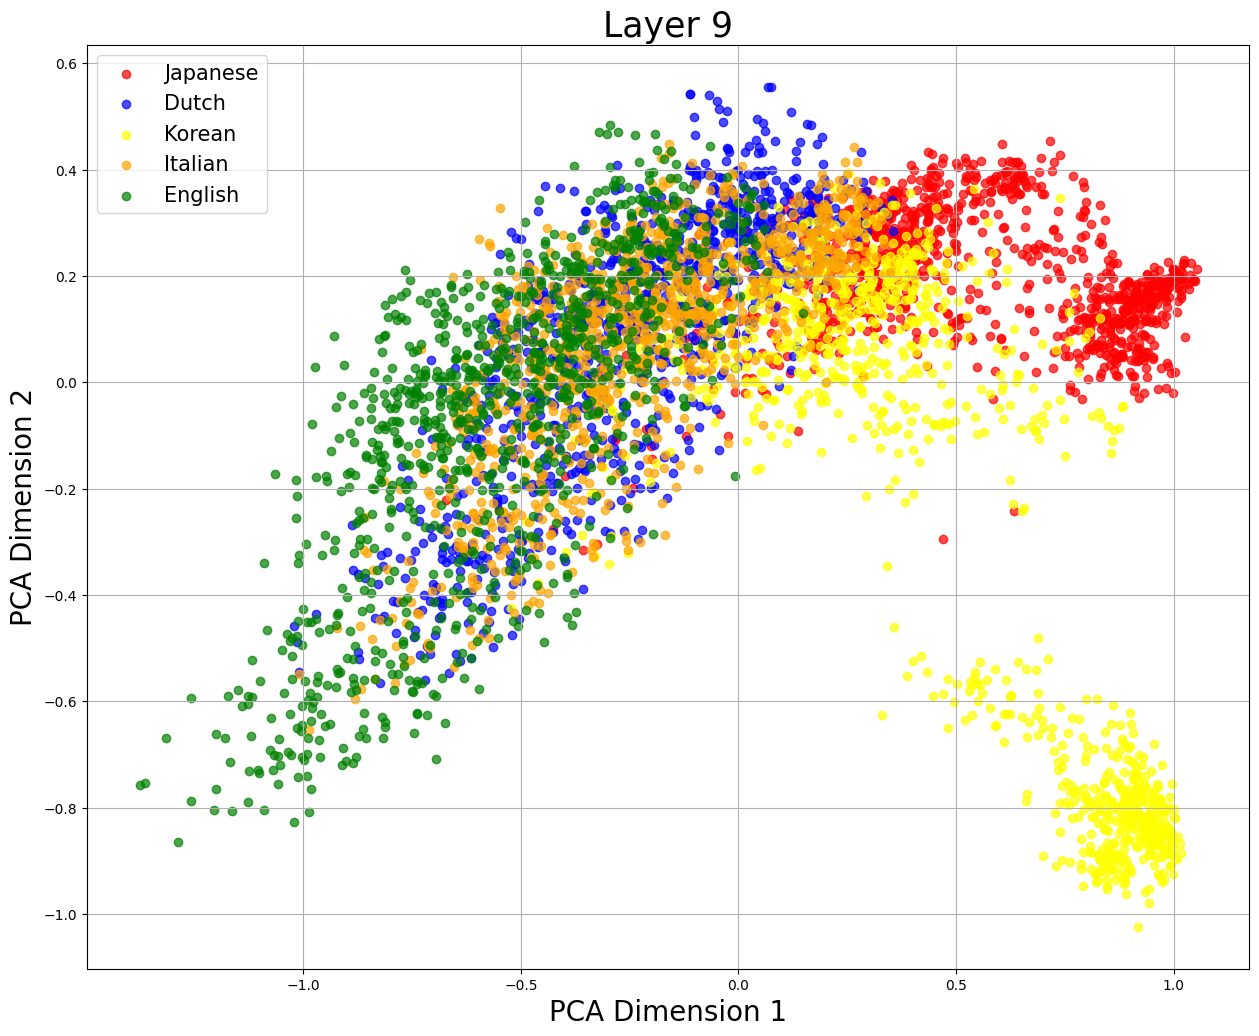 Layer 9
Japanese
Dutch
Korean
Italian
English
0.6
0.4
0.2
0.0
−0.2
−0.4
−0.6
−0.8
−1.0
PCA Dimension 2
−1.0
−0.5
0.0
0.5
1.0
PCA Dimension 1